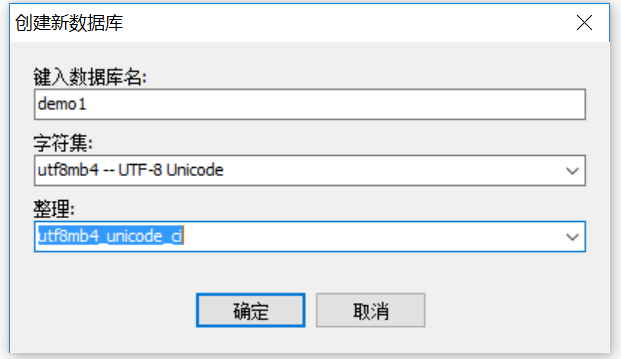 创建新数据库
键入数据库名:
demo1
字符集:
utf8mb4 -- UTF-8 Unicode
整理:
utf8mb4_unicode_ci
确定 取消